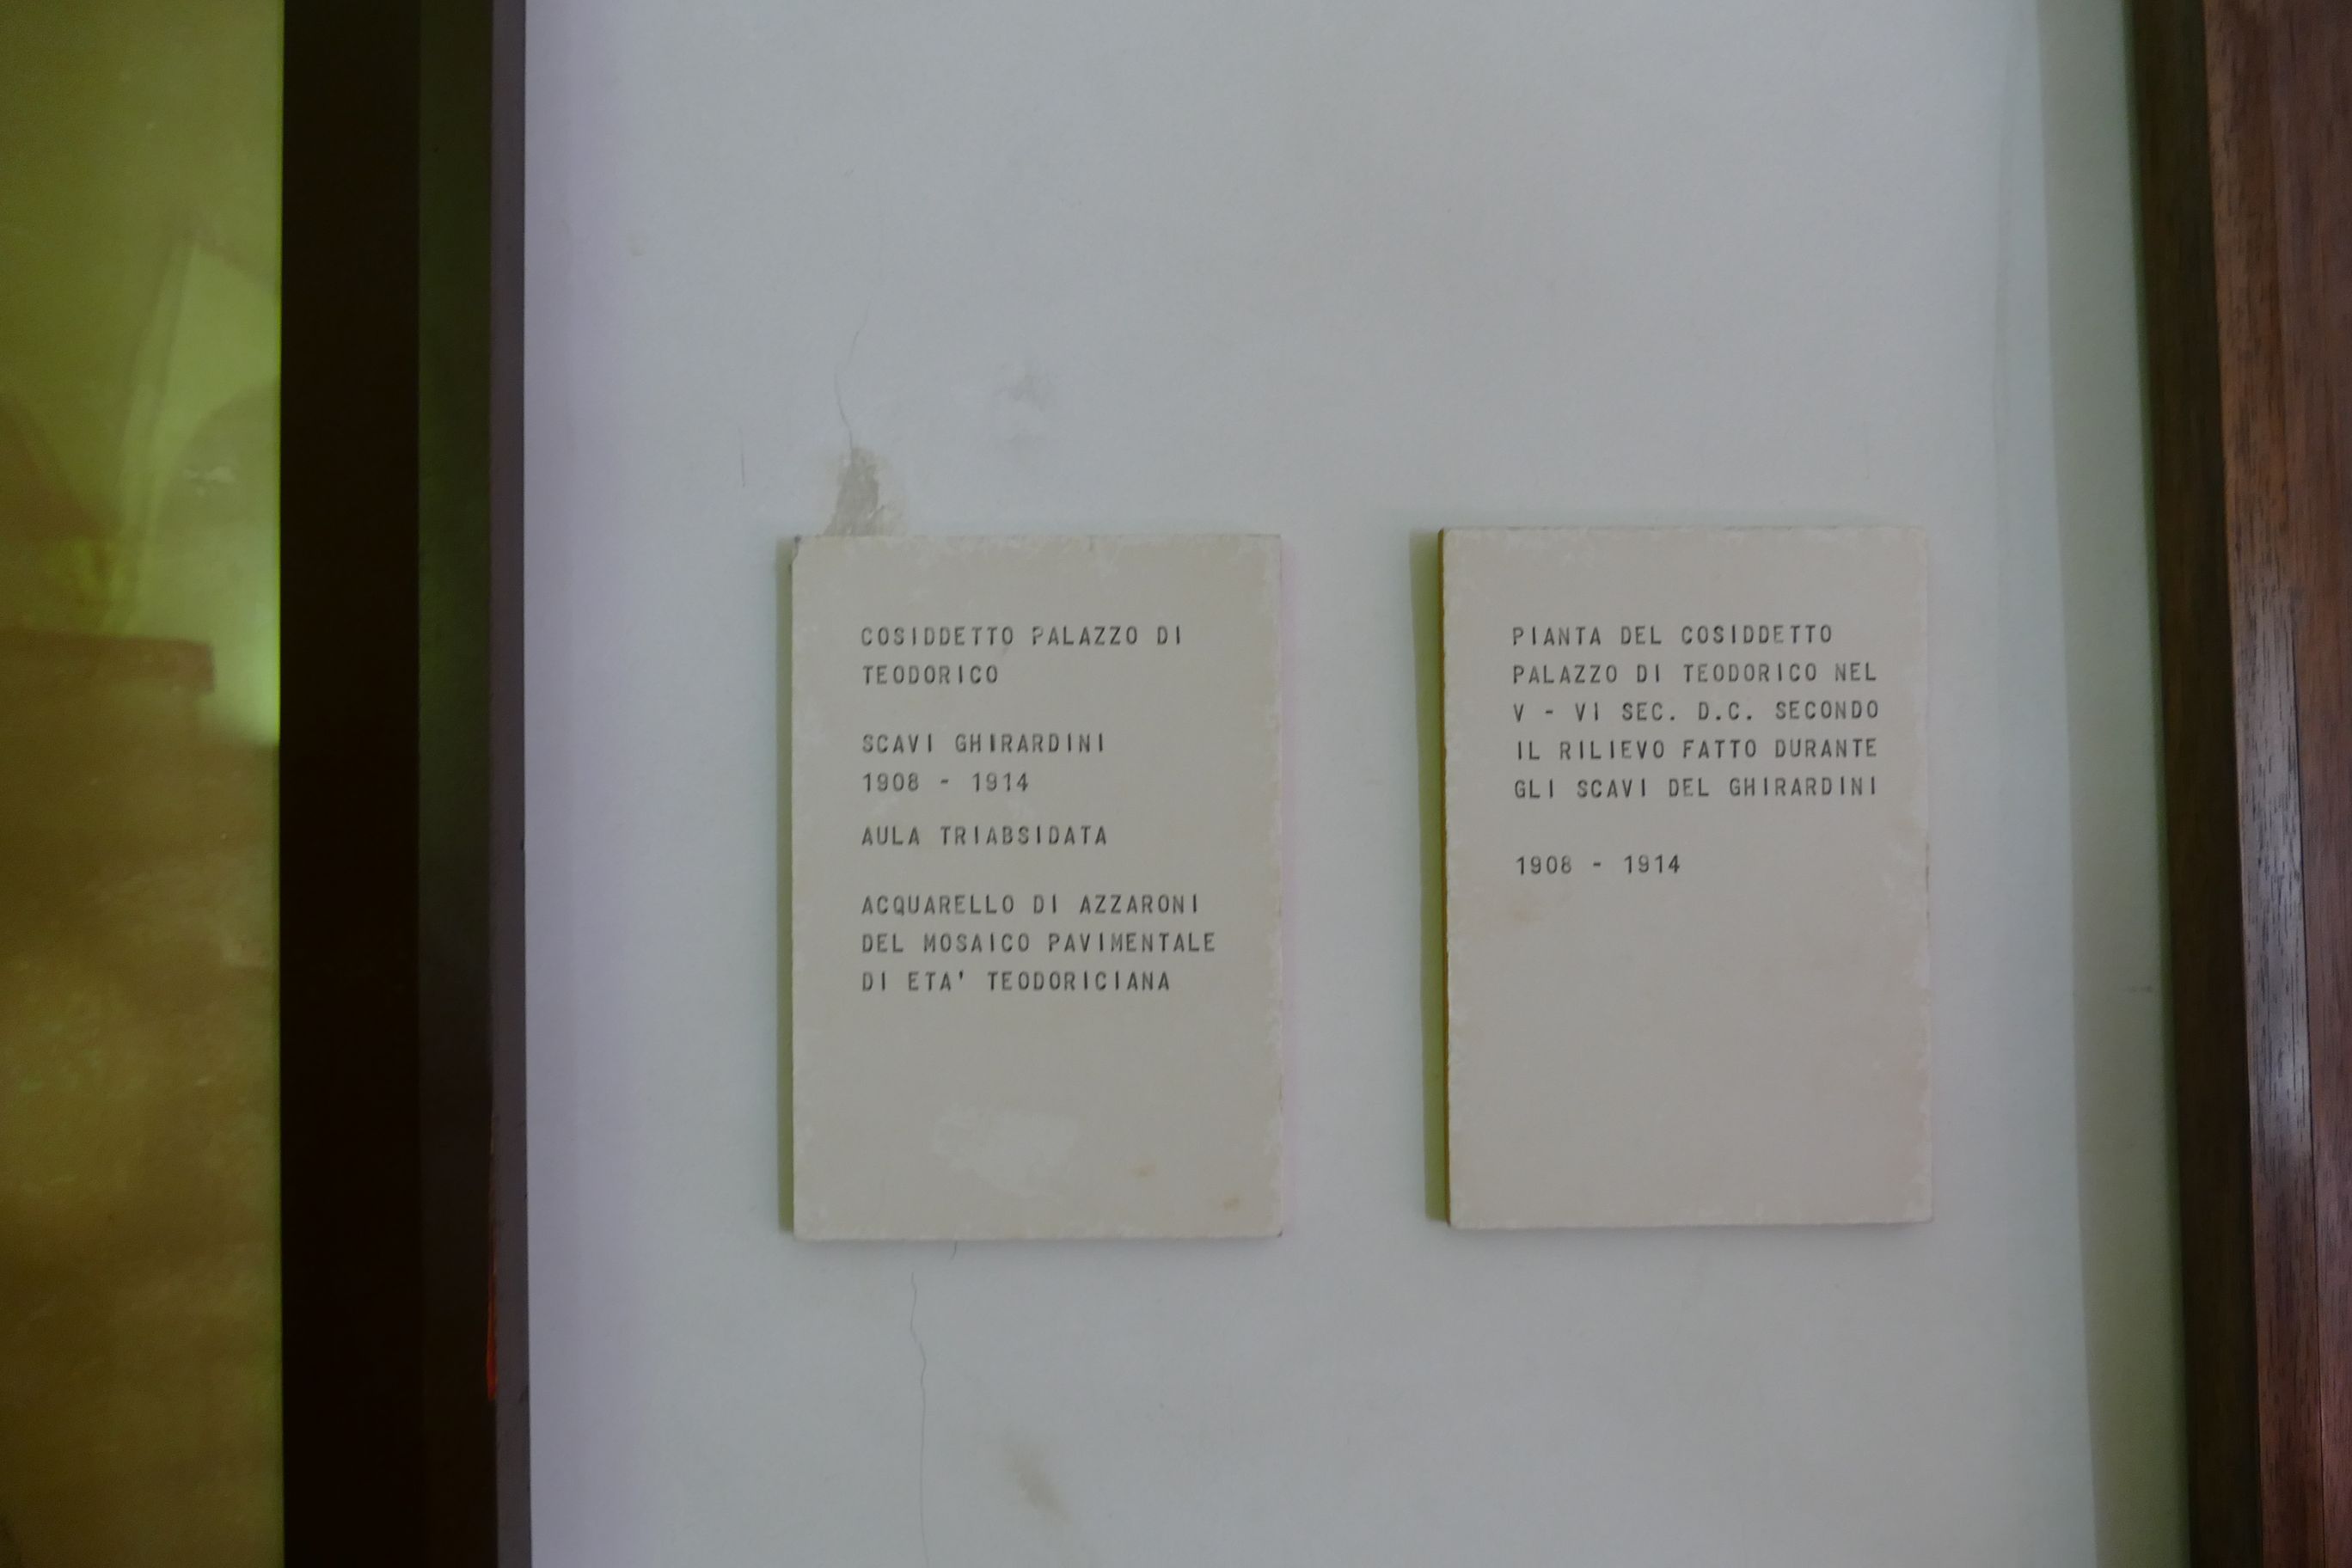 COSIDDETTO PALAZZO DI
TEODORICO
SCAVI GHIRARDINI
1908 - 1914
AULA TRIABSIDATA
ACQUARELLO DI AZZARONI
DEL MOSAICO PAVIMENTALE
DI ETA' TEODORICIANA
PIANTA DEL COSIDDETTO
PALAZZO DI TEODORICO NEL
V - VI SEC. D.C. SECONDO
IL RILIEVO FATTO DURANTE
GLI SCAVI DEL GHIRARDINI
1908 - 1914